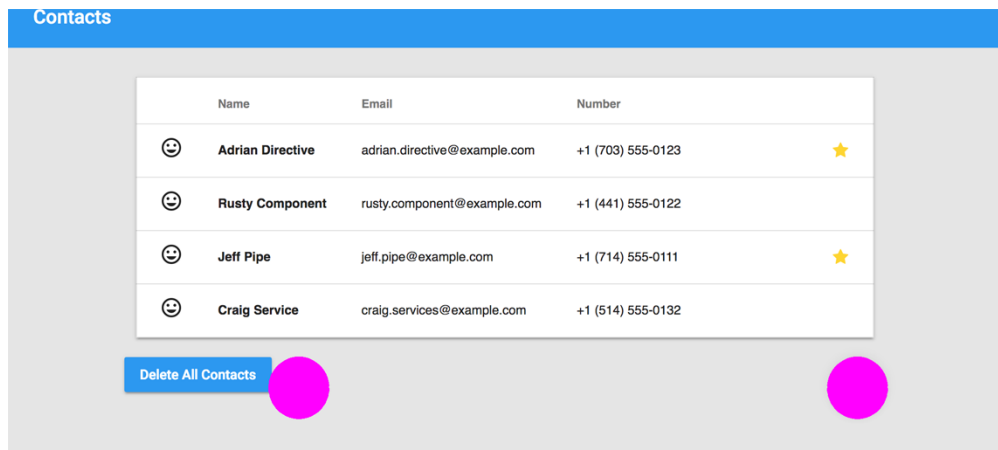 Contacts
Name Email Number
Adrian Directive adrian.directive@example.com +1 (703) 555-0123
Rusty Component rusty.component@example.com +1 (441) 555-0122
Jeff Pipe jeff.pipe@example.com +1 (714) 555-0111
Craig Service craig.services@example.com +1 (514) 555-0132
Delete All Contacts